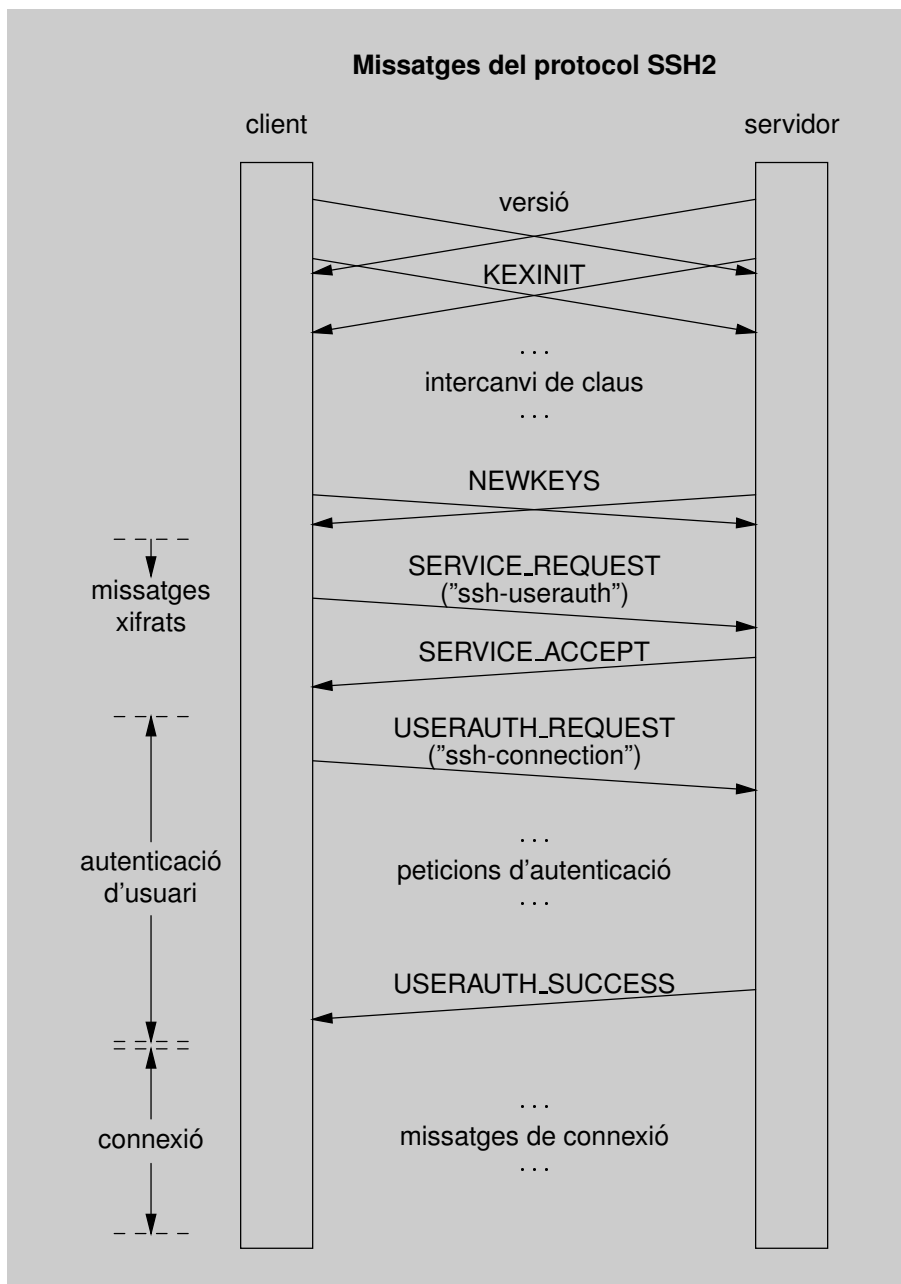 Missatges del protocol SSH2
client
servidor
versió
KEXINIT
. . .
intercanvi de claus
. . .
NEWKEYS
missatges
xifrats
SERVICE_REQUEST
(”ssh-userauth”)
SERVICE_ACCEPT
USERAUTH_REQUEST
(”ssh-connection”)
autenticació
d’usuari
. . .
peticions d’autenticació
. . .
USERAUTH_SUCCESS
connexió
. . .
missatges de connexió
. . .